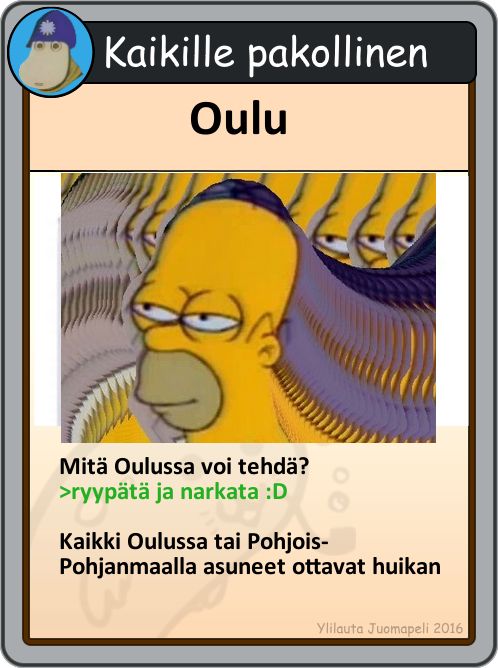 Kaikille pakollinen
Oulu
Mitä Oulussa voi tehdä?
>ryypätä ja narkata :D
Kaikki Oulussa tai Pohjois-
Pohjanmaalla asuneet ottavat huikan
Ylilauta Juomapeli 2016